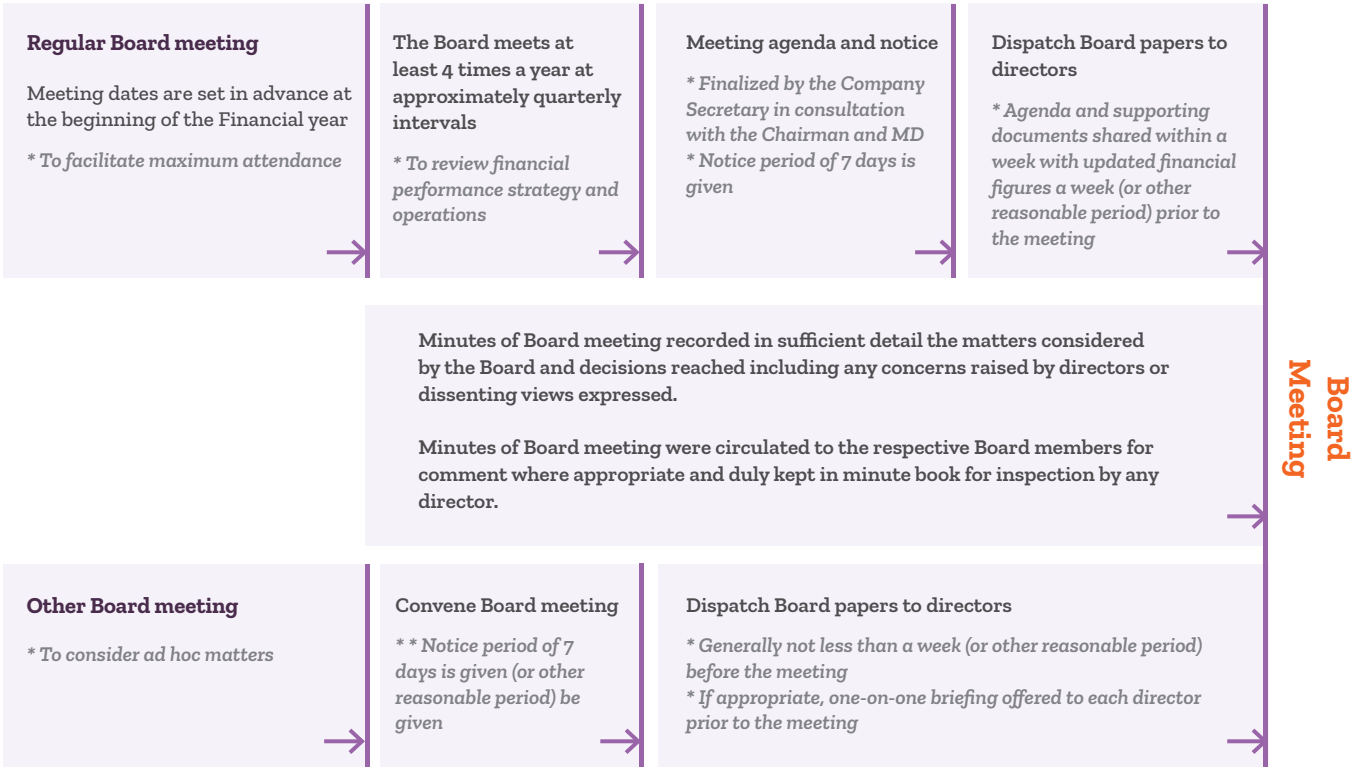 Regular Board meeting
Meeting dates are set in advance at
the beginning of the Financial year
* To facilitate maximum attendance
The Board meets at
least 4 times a year at
approximately quarterly
intervals
* To review financial
performance strategy and
operations
Meeting agenda and notice
* Finalized by the Company
Secretary in consultation
with the Chairman and MD
* Notice period of 7 days is
given
Dispatch Board papers to
directors
* Agenda and supporting
documents shared within a
week with updated financial
figures a week (or other
reasonable period) prior to
the meeting
Minutes of Board meeting recorded in sufficient detail the matters considered
by the Board and decisions reached including any concerns raised by directors or
dissenting views expressed.
Minutes of Board meeting were circulated to the respective Board members for
comment where appropriate and duly kept in minute book for inspection by any
director.
Board
Meeting
Other Board meeting
* To consider ad hoc matters
Convene Board meeting
* * Notice period of 7
days is given (or other
reasonable period) be
given
Dispatch Board papers to directors
* Generally not less than a week (or other reasonable period)
before the meeting
* If appropriate, one-on-one briefing offered to each director
prior to the meeting